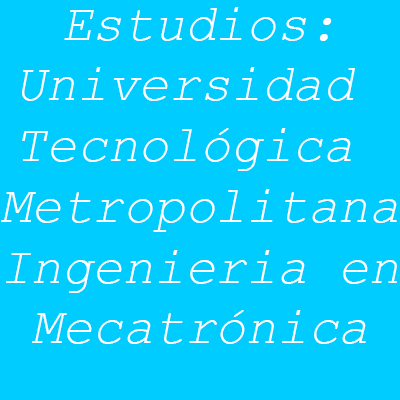 Estudios:
Universidad
Tecnológica
Metropolitana
Ingenieria en
Mecatrónica